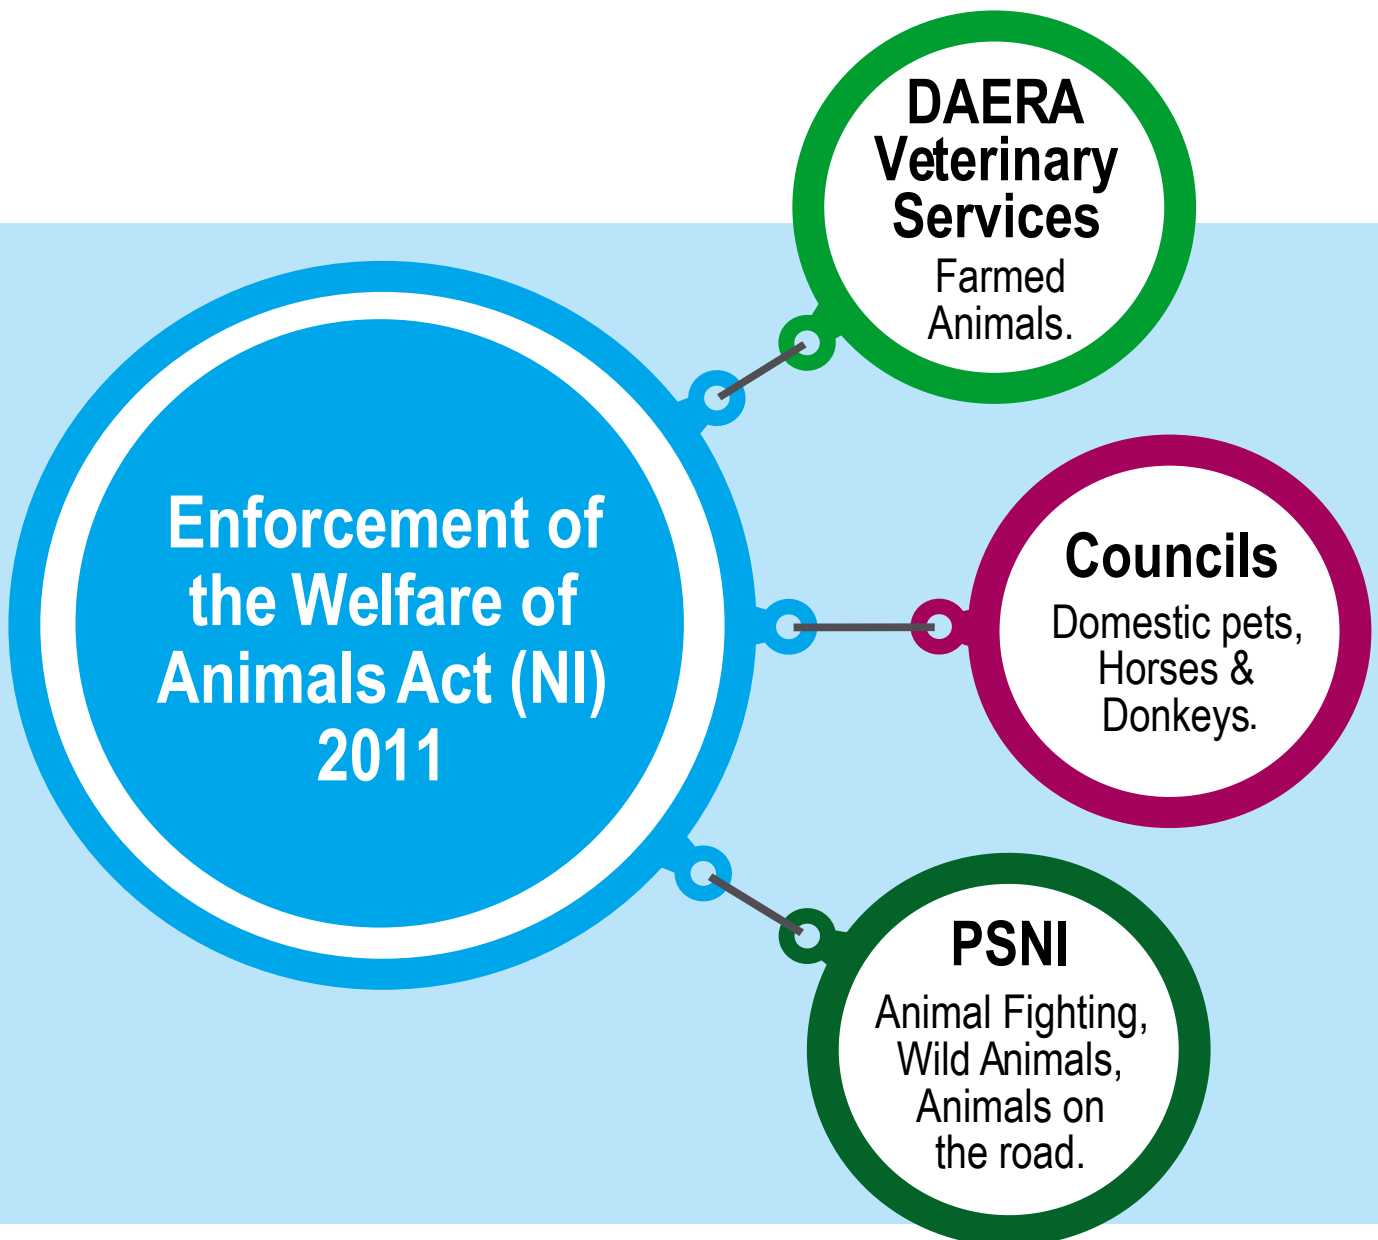 Enforcement of
the Welfare of
Animals Act (NI)
2011
DAERA
Veterinary
Services
Farmed
Animals.
Councils
Domestic pets,
Horses &
Donkeys.
PSNI
Animal Fighting,
Wild Animals,
Animals on
the road.